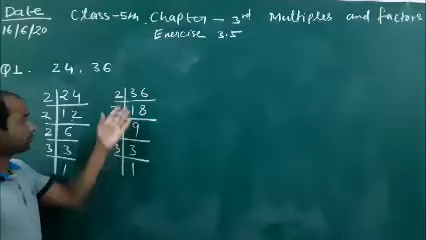 Date
16/6/20
Class-5th Chapter - 3rd Multiples and factors
Exercise 3.5
Q1. 24, 36
2 24
2 12
2 6
3 3
1
2 36
18
9
3 3
1